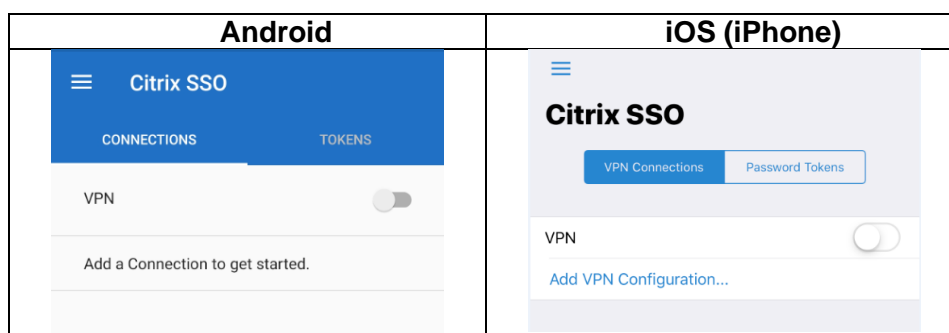 Android
iOS (iPhone)
Citrix SSO
CONNECTIONS
TOKENS
VPN
Add a Connection to get started.
Citrix SSO
VPN Connections
Password Tokens
VPN
Add VPN Configuration...